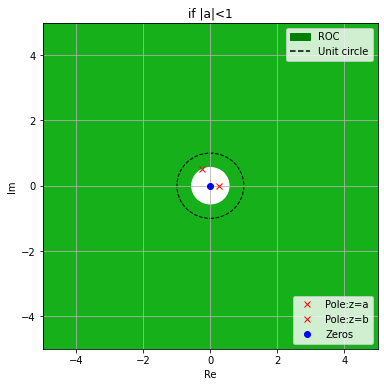 if |a|<1
ROC
Unit circle
4
2
0
−2
−4
Im
Pole:z=a
Pole:z=b
Zeros
−4
−2
0
2
4
Re